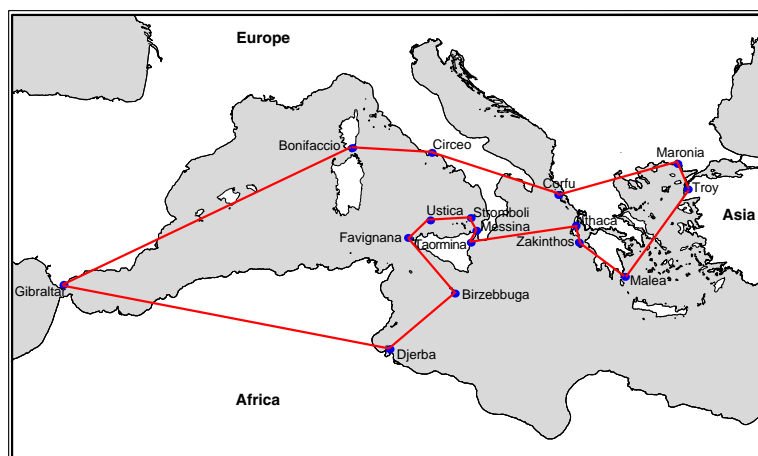 Europe
Bonifaccio
Circeo
Maronia
Corfu
Troy
Ustica
Stromboli
Asia
Messina
Ithaca
Favignana
Taormina
Zakinthos
Gibraltar
Malea
Birzebbuga
Djerba
Africa